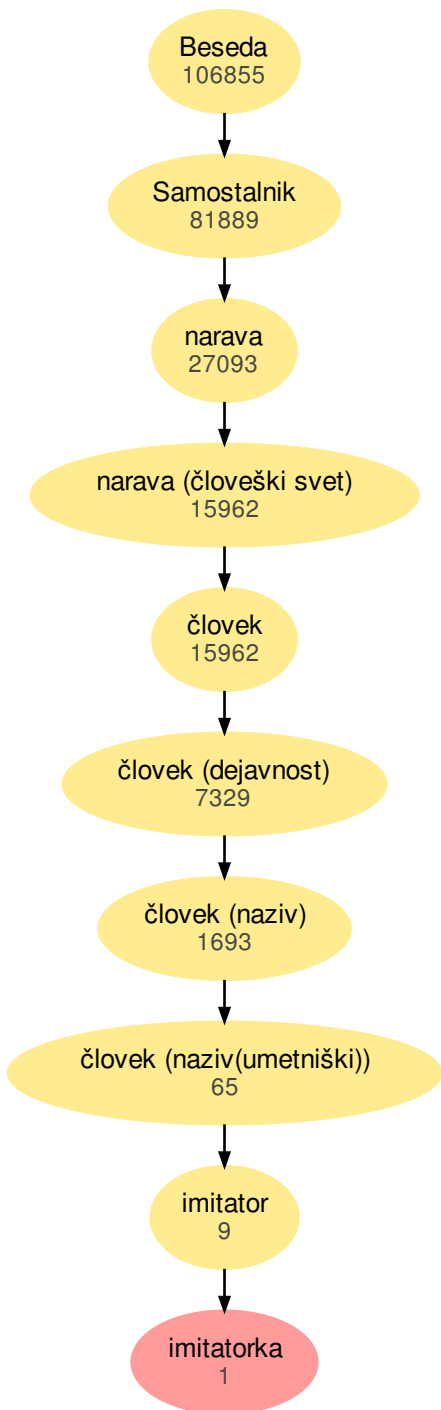 Beseda
106855
Samostalnik
81889
narava
27093
narava (človeški svet)
15962
človek
15962
človek (dejavnost)
7329
človek (naziv)
1693
človek (naziv(umetniški))
65
imitator
9
imitatorka
1